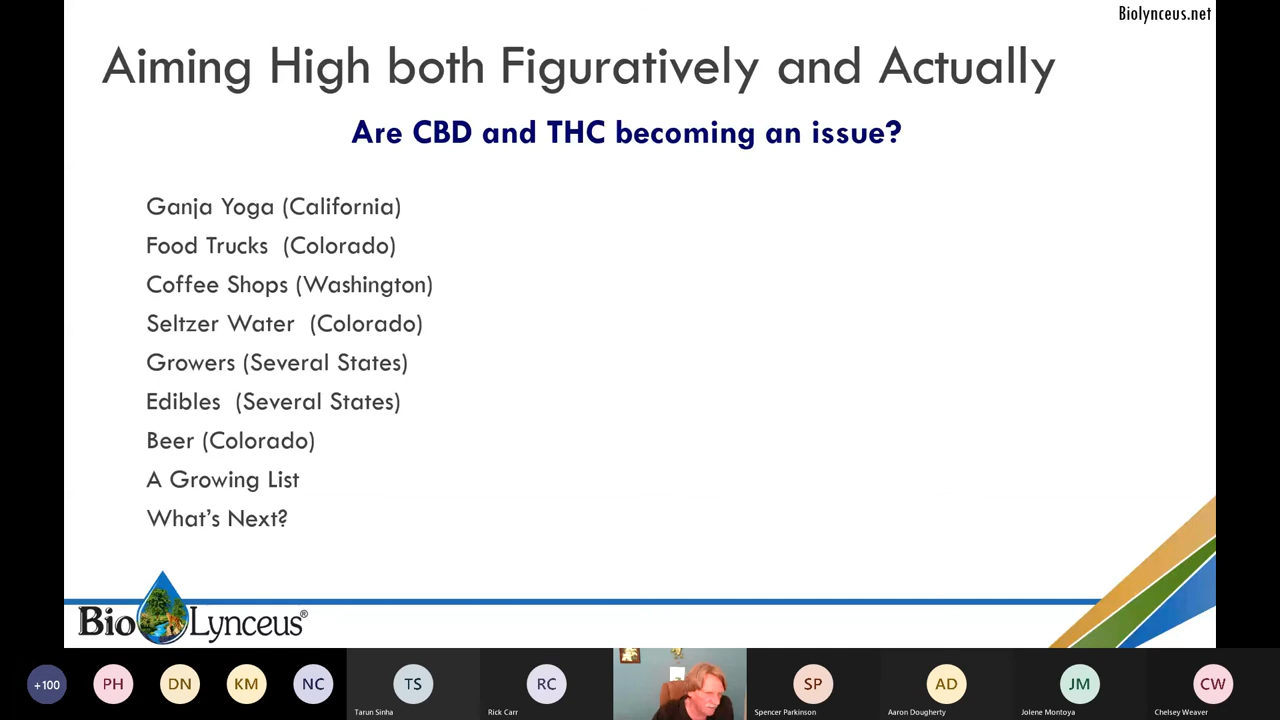 Biolynceus.net
Aiming High both Figuratively and Actually
Are CBD and THC becoming an issue?
Ganja Yoga (California)
Food Trucks  (Colorado)
Coffee Shops (Washington)
Seltzer Water  (Colorado)
Growers (Several States)
Edibles  (Several States)
Beer (Colorado)
A Growing List
What's Next?
Bio Lynceus®
+100 PH DN KM NC TS RC SP AD JM CW
Tarun Sinha Rick Carr Spencer Parkinson Aaron Dougherty Jolene Montoya Chelsey Weaver